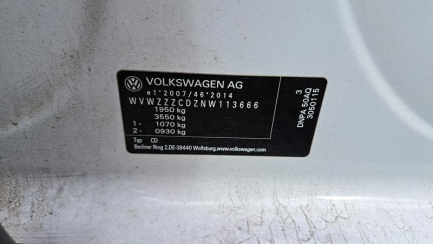 VOLKSWAGEN AG
e1*2007/46*2014
WVWZZZCDZNW113666
1950 kg
3550 kg
1- 1070 kg
2- 0930 kg
Typ CD
Berliner Ring 2,DE-38440 Wolfsburg,www.volkswagen.com
3
DNPA 50AQ
3050115